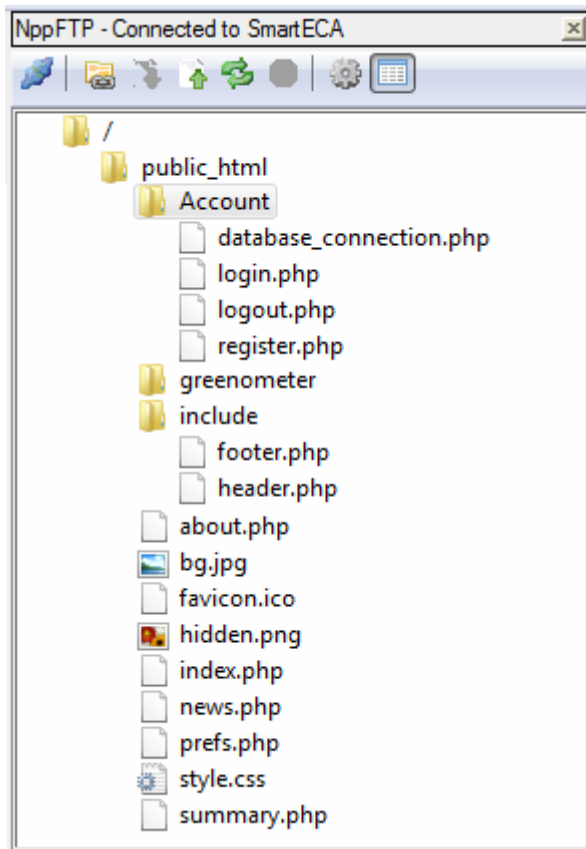 NppFTP - Connected to SmartECA
/
public_html
Account
database_connection.php
login.php
logout.php
register.php
greenometer
include
footer.php
header.php
about.php
bg.jpg
favicon.ico
hidden.png
index.php
news.php
prefs.php
style.css
summary.php